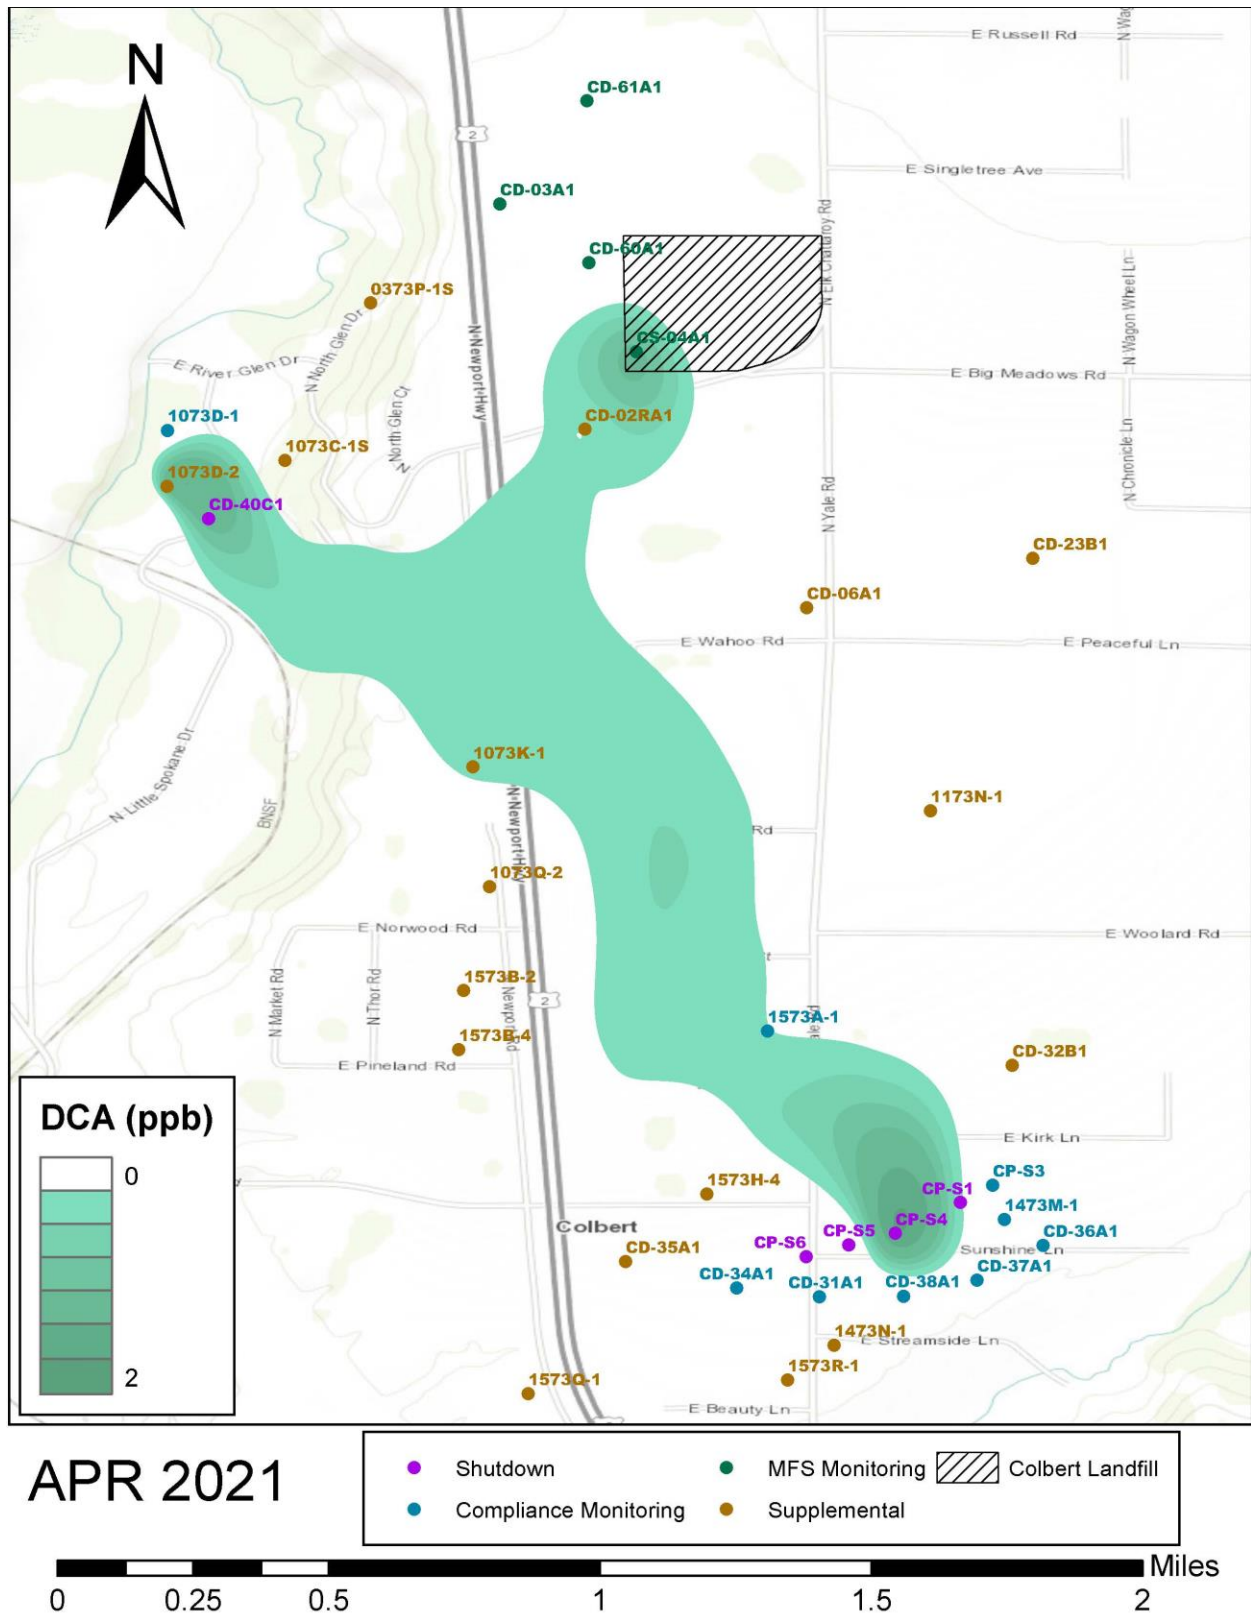 E Russell Rd
N Wag
N
CD-61A1
2
E Singletree Ave
CD-03A1
N Elk Chattaroy Rd
CD-60A1
N Wagon Wheel Ln
0373P-1S
N North Glen Dr
N Newport Hwy
CS-04A1
E River Glen Dr
E Big Meadows Rd
1073D-1
CD-02RA1
North Glen Ct
N
N Chronicle Ln
1073C-1S
1073D-2
CD-40C1
N Yale Rd
CD-23B1
CD-06A1
E Wahoo Rd
E Peaceful Ln
1073K-1
N Little Spokane Dr
BNSF
N Newport Hwy
1173N-1
Rd
1073Q-2
E Norwood Rd
E Woolard Rd
N Market Rd
N Thor Rd
1573B-2
Newport Rd
2
1573A-1
ale Rd
1573B-4
E Pineland Rd
CD-32B1
DCA (ppb)
0
2
E Kirk Ln
1573H-4
CP-S1
CP-S3
1473M-1
Colbert
CP-S4
CP-S5
CP-S6
CD-36A1
Sunshine Ln
CD-35A1
CD-34A1
CD-31A1
CD-38A1
CD-37A1
1473N-1
E Streamside Ln
1573R-1
1573Q-1
E Beauty Ln
APR 2021
Shutdown
MFS Monitoring
Colbert Landfill
Compliance Monitoring
Supplemental
Miles
0 0.25 0.5 1 1.5 2